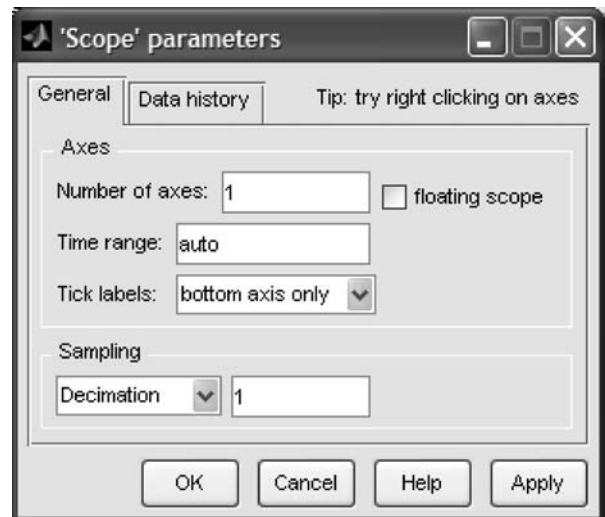 'Scope' parameters
General
Data history
Tip: try right clicking on axes
Axes
Number of axes: 1
floating scope
Time range: auto
Tick labels: bottom axis only
Sampling
Decimation 1
OK Cancel Help Apply